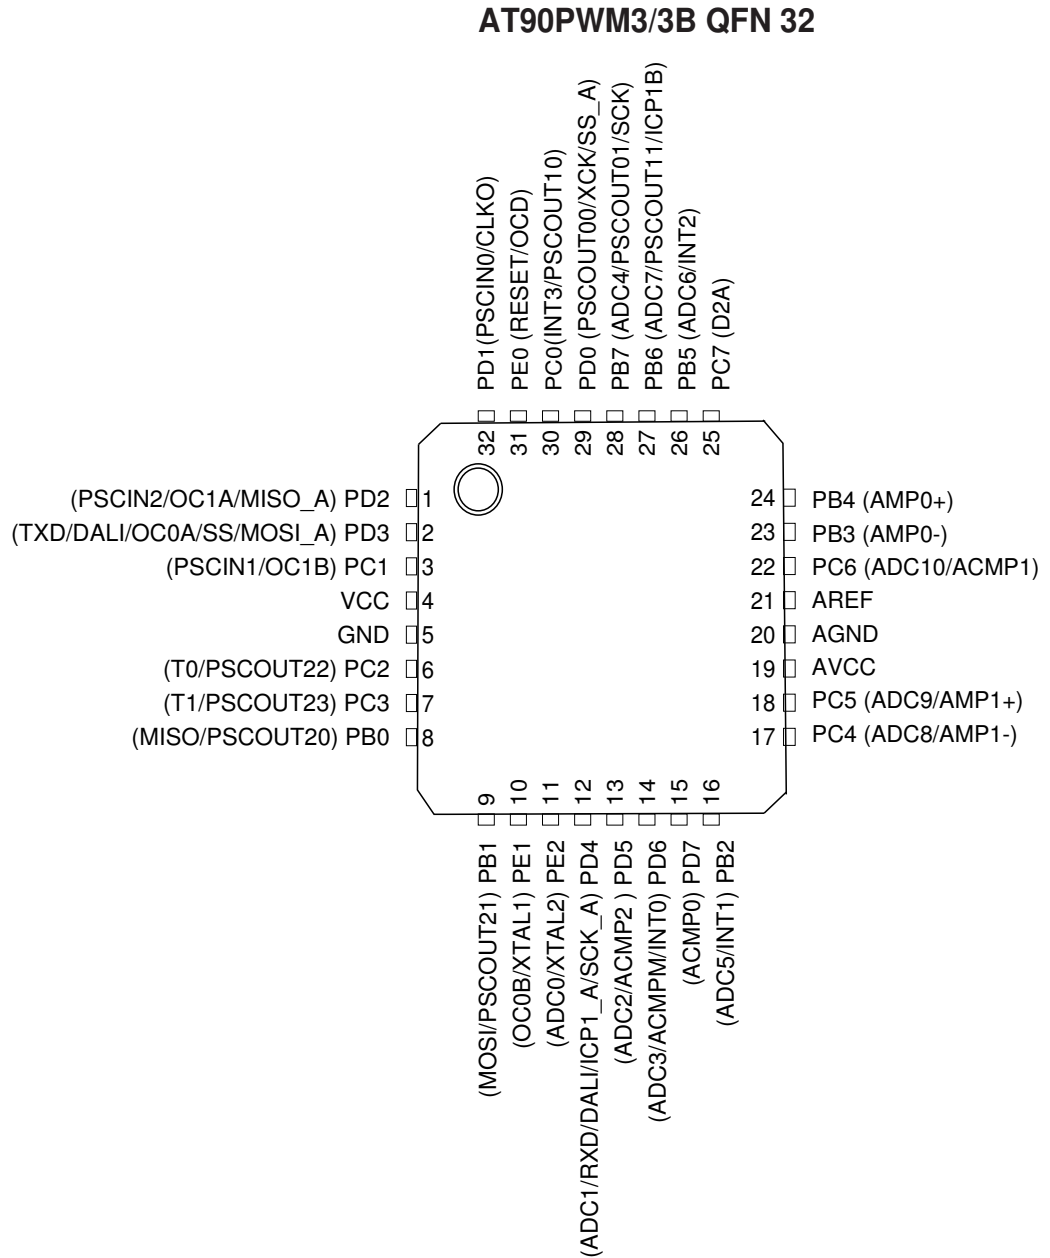 AT90PWM3/3B QFN 32
PD1(PSCIN0/CLKO)
PE0 (RESET/OCD)
PC0(INT3/PSCOUT10)
PD0 (PSCOUT00/XCK/SS_A)
PB7 (ADC4/PSCOUT01/SCK)
PB6 (ADC7/PSCOUT11/ICP1B)
PB5 (ADC6/INT2)
PC7 (D2A)
32
31
30
29
28
27
26
25
(PSCIN2/OC1A/MISO_A) PD2 1
(TXD/DALI/OC0A/SS/MOSI_A) PD3 2
(PSCIN1/OC1B) PC1 3
VCC 4
GND 5
(T0/PSCOUT22) PC2 6
(T1/PSCOUT23) PC3 7
(MISO/PSCOUT20) PB0 8
24 PB4 (AMP0+)
23 PB3 (AMP0-)
22 PC6 (ADC10/ACMP1)
21 AREF
20 AGND
19 AVCC
18 PC5 (ADC9/AMP1+)
17 PC4 (ADC8/AMP1-)
9
10
11
12
13
14
15
16
(MOSI/PSCOUT21) PB1
(OC0B/XTAL1) PE1
(ADC0/XTAL2) PE2
(ADC1/RXD/DALI/ICP1_A/SCK_A) PD4
(ADC2/ACMP2 ) PD5
(ADC3/ACMPM/INT0) PD6
(ACMP0) PD7
(ADC5/INT1) PB2